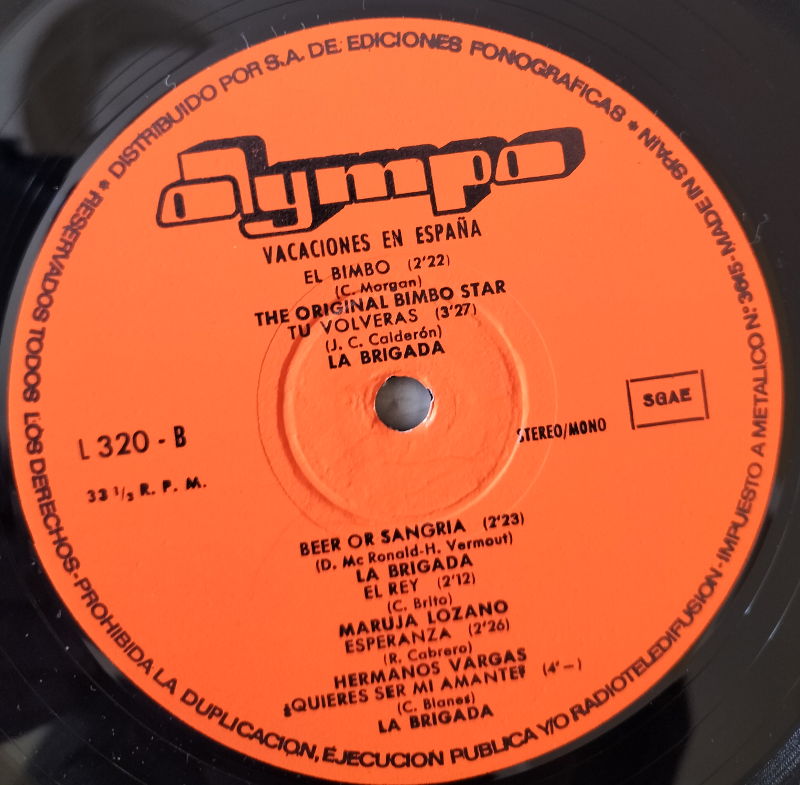 * DISTRIBUIDO POR S.A. DE. EDICIONES FONOGRAFICAS * MADE IN SPAIN
olympo
VACACIONES EN ESPAÑA
EL BIMBO (2'22)
(C. Morgan)
THE ORIGINAL BIMBO STAR
TU VOLVERAS (3'27)
(J. C. Calderón)
LA BRIGADA
SGAE
L 320 - B
STEREO/MONO
33 1/3 R. P. M.
BEER OR SANGRIA (2'23)
(D. Mc Ronald-H. Vermout)
LA BRIGADA
EL REY (2'12)
(C. Brito)
MARUJA LOZANO
ESPERANZA (2'26)
(R. Cabrero)
HERMANOS VARGAS
¿QUIERES SER MI AMANTE? (4'-)
(C. Blanes)
LA BRIGADA
RESERVADOS TODOS LOS DERECHOS-PROHIBIDA LA DUPLICACION, EJECUCION PUBLICA Y/O RADIOTELEDIFUSION-IMPUESTO A METALICO N.º 3615-